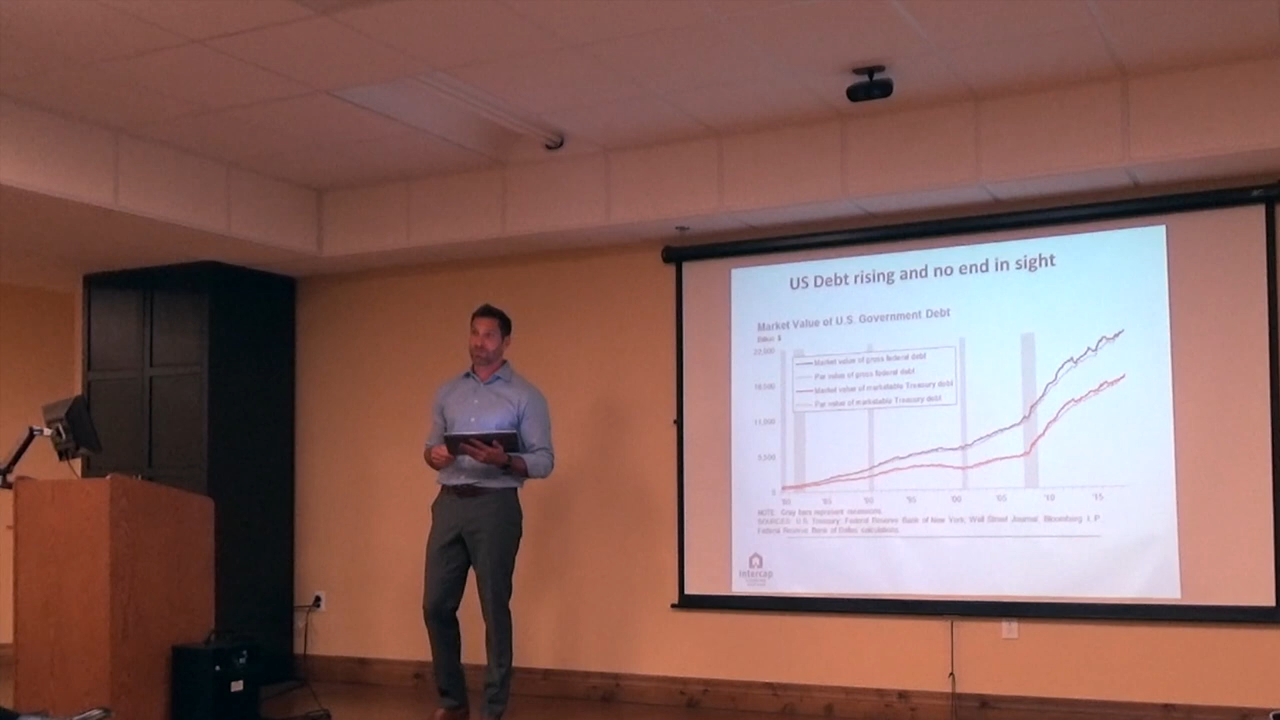 US Debt rising and no end in sight
Market Value of U.S. Government Debt
Billion $
22,000
16,500
11,000
5,500
0
Market value of gross federal debt
Par value of gross federal debt
Market value of marketable Treasury debt
Par value of marketable Treasury debt
'80 '85 '90 '95 '00 '05 '10 '15
NOTE: Gray bars represent recessions.
SOURCES: U.S. Treasury; Federal Reserve Bank of New York; Wall Street Journal; Bloomberg L.P.
Federal Reserve Bank of Dallas calculations.
intercap